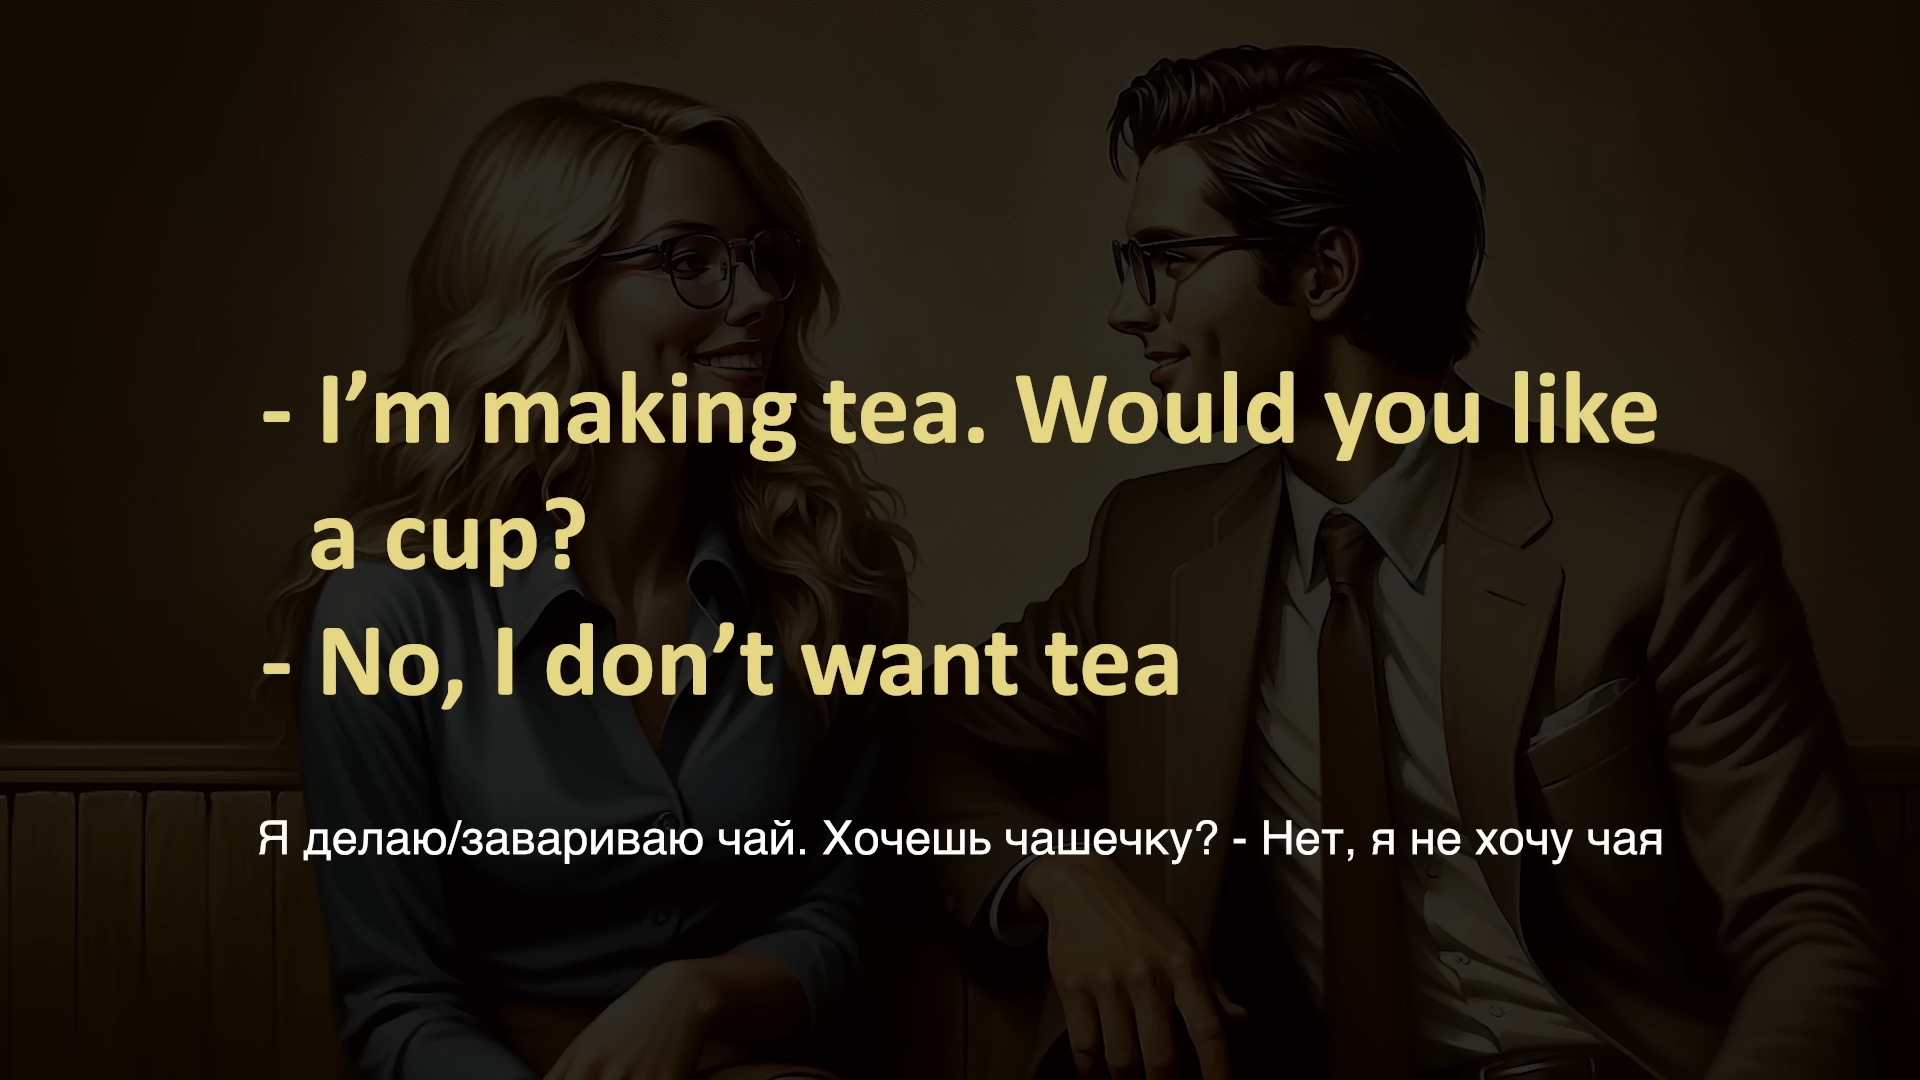 - I’m making tea. Would you like
a cup?
- No, I don’t want tea
Я делаю/завариваю чай. Хочешь чашечку? - Нет, я не хочу чая